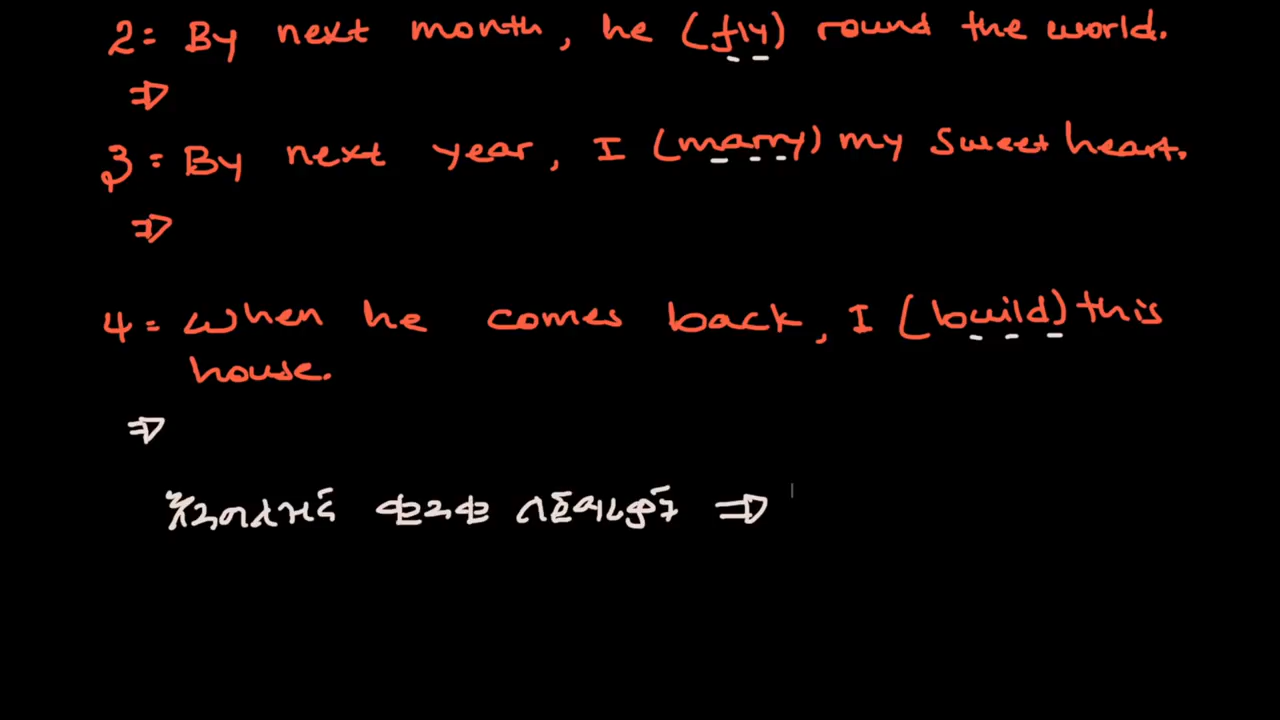 2= By next month, he (fly) round the world.
⇒
3= By next year, I (marry) my sweet heart.
⇒
4= When he comes back, I (build) this
house.
⇒
⇒